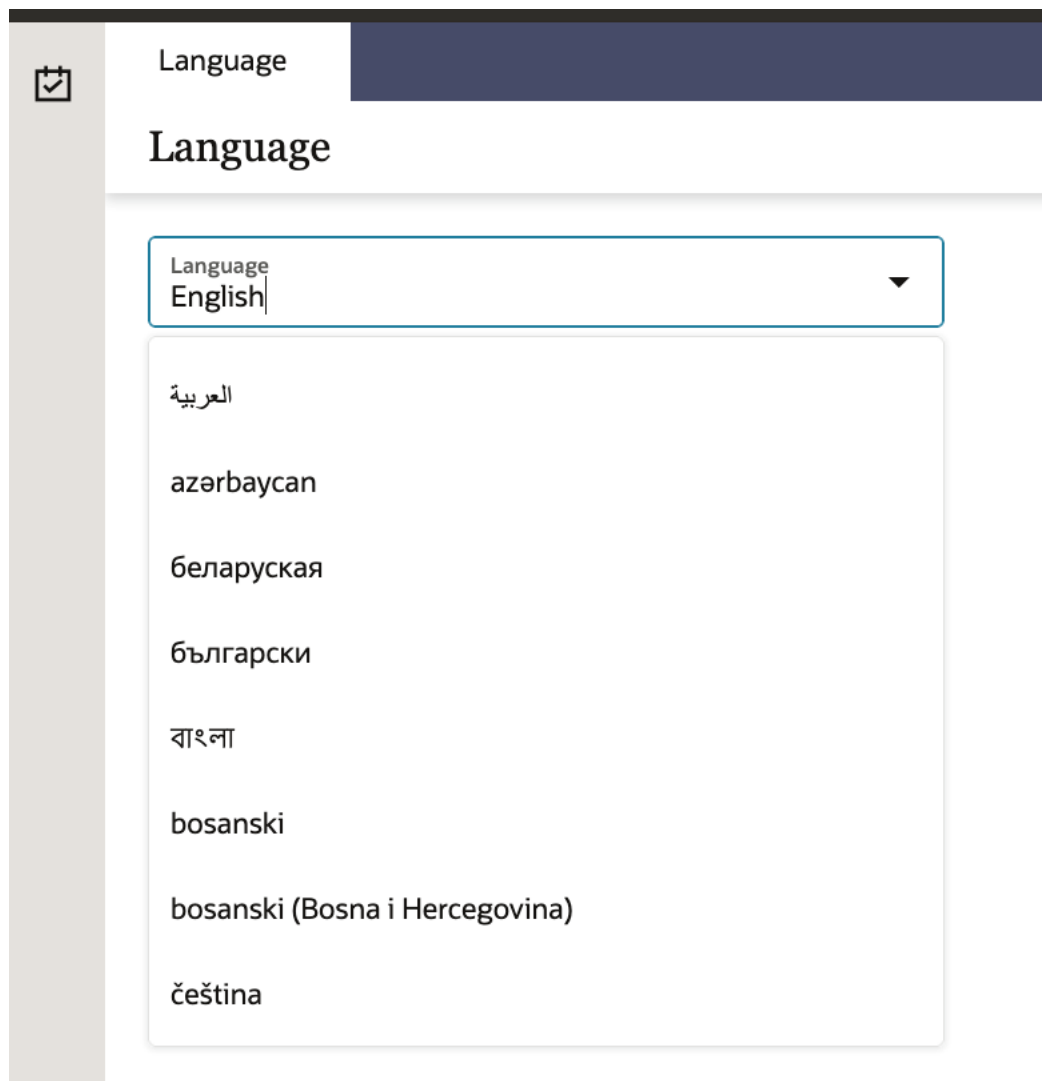 Language
Language
Language
English
العربية
azərbaycan
беларуская
български
বাংলা
bosanski
bosanski (Bosna i Hercegovina)
čeština